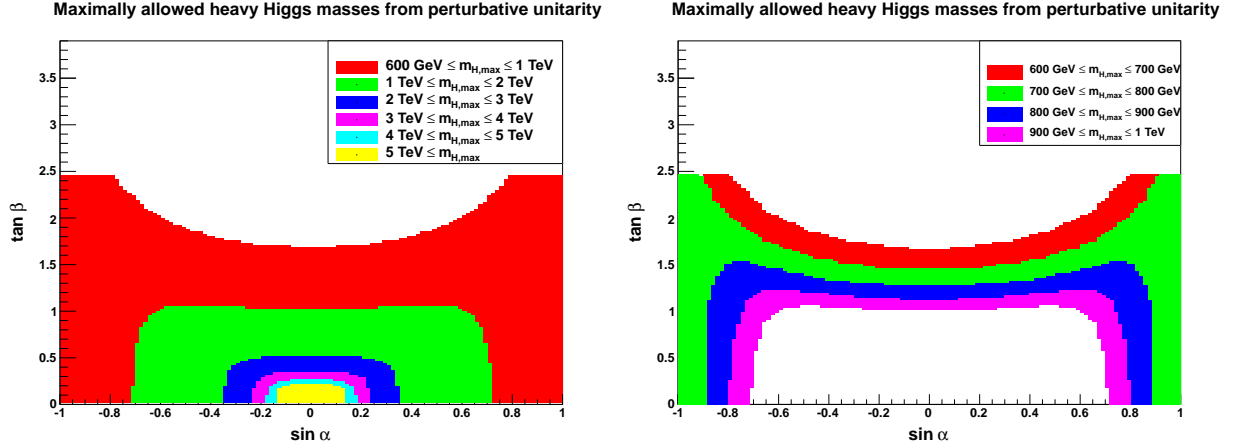 Maximally allowed heavy Higgs masses from perturbative unitarity
tan β
3.5
3
2.5
2
1.5
1
0.5
0
600 GeV ≤ m_H,max ≤ 1 TeV
1 TeV ≤ m_H,max ≤ 2 TeV
2 TeV ≤ m_H,max ≤ 3 TeV
3 TeV ≤ m_H,max ≤ 4 TeV
4 TeV ≤ m_H,max ≤ 5 TeV
5 TeV ≤ m_H,max
-1 -0.8 -0.6 -0.4 -0.2 0 0.2 0.4 0.6 0.8 1
sin α
Maximally allowed heavy Higgs masses from perturbative unitarity
tan β
3.5
3
2.5
2
1.5
1
0.5
0
600 GeV ≤ m_H,max ≤ 700 GeV
700 GeV ≤ m_H,max ≤ 800 GeV
800 GeV ≤ m_H,max ≤ 900 GeV
900 GeV ≤ m_H,max ≤ 1 TeV
-1 -0.8 -0.6 -0.4 -0.2 0 0.2 0.4 0.6 0.8 1
sin α